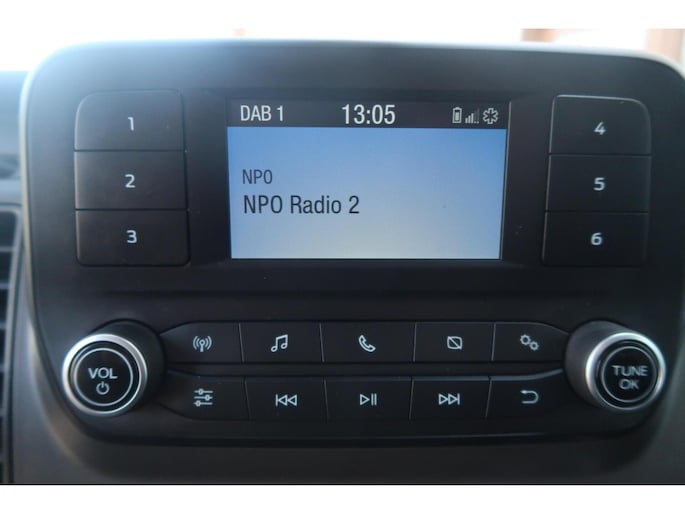 DAB 1 13:05
NPO
NPO Radio 2
1
2
3
4
5
6
VOL
TUNE
OK